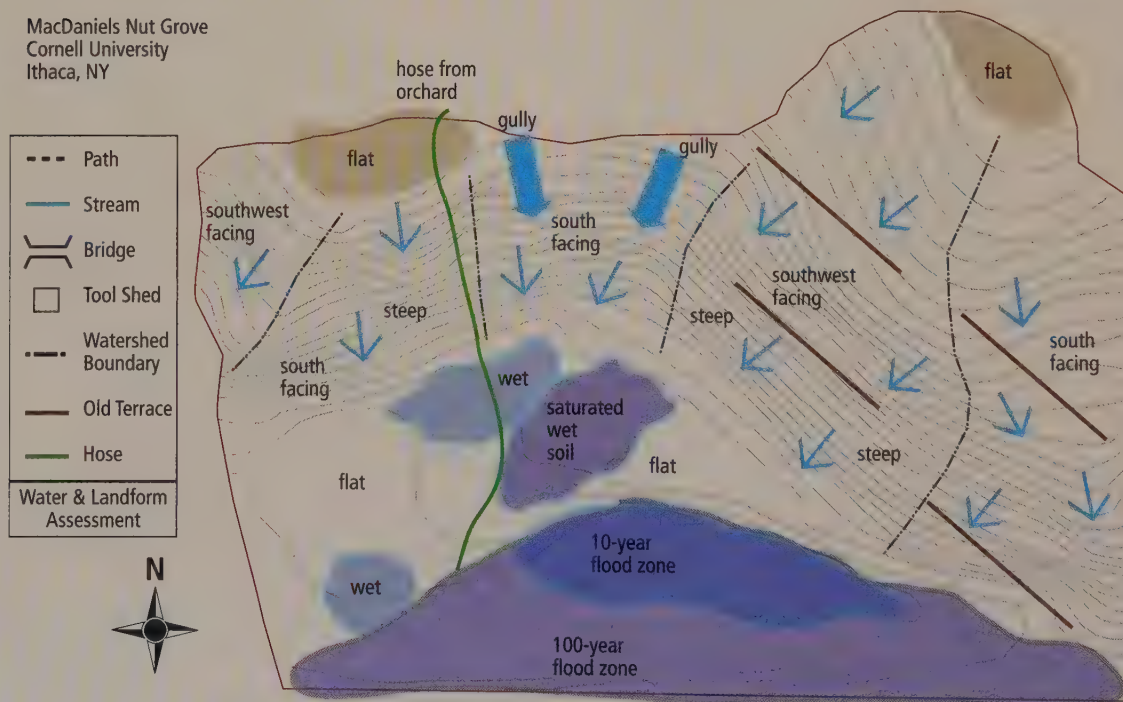 MacDaniels Nut Grove
Cornell University
Ithaca, NY
Path
Stream
Bridge
Tool Shed
Watershed
Boundary
Old Terrace
Hose
Water & Landform
Assessment
N
hose from
orchard
gully
gully
flat
flat
southwest
facing
south
facing
southwest
facing
steep
steep
south
facing
south
facing
wet
saturated
wet
soil
flat
flat
steep
wet
10-year
flood zone
100-year
flood zone